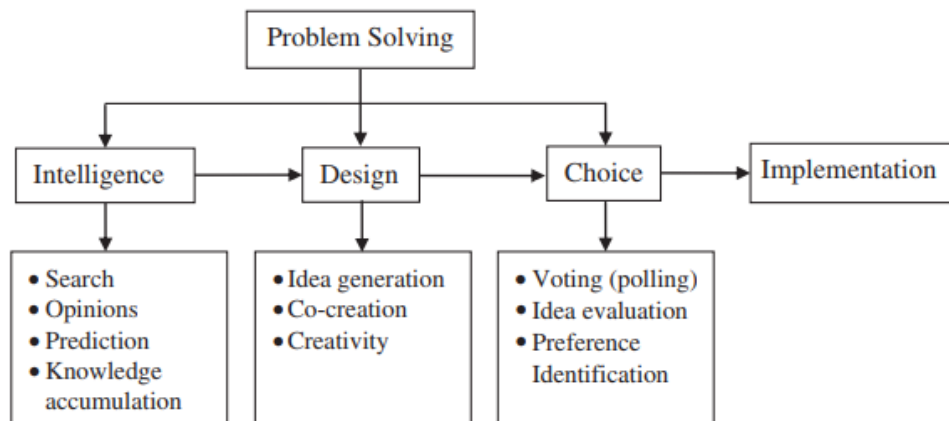 Problem Solving
Intelligence
Design
Choice
Implementation
• Search
• Opinions
• Prediction
• Knowledge
accumulation
• Idea generation
• Co-creation
• Creativity
• Voting (polling)
• Idea evaluation
• Preference
Identification